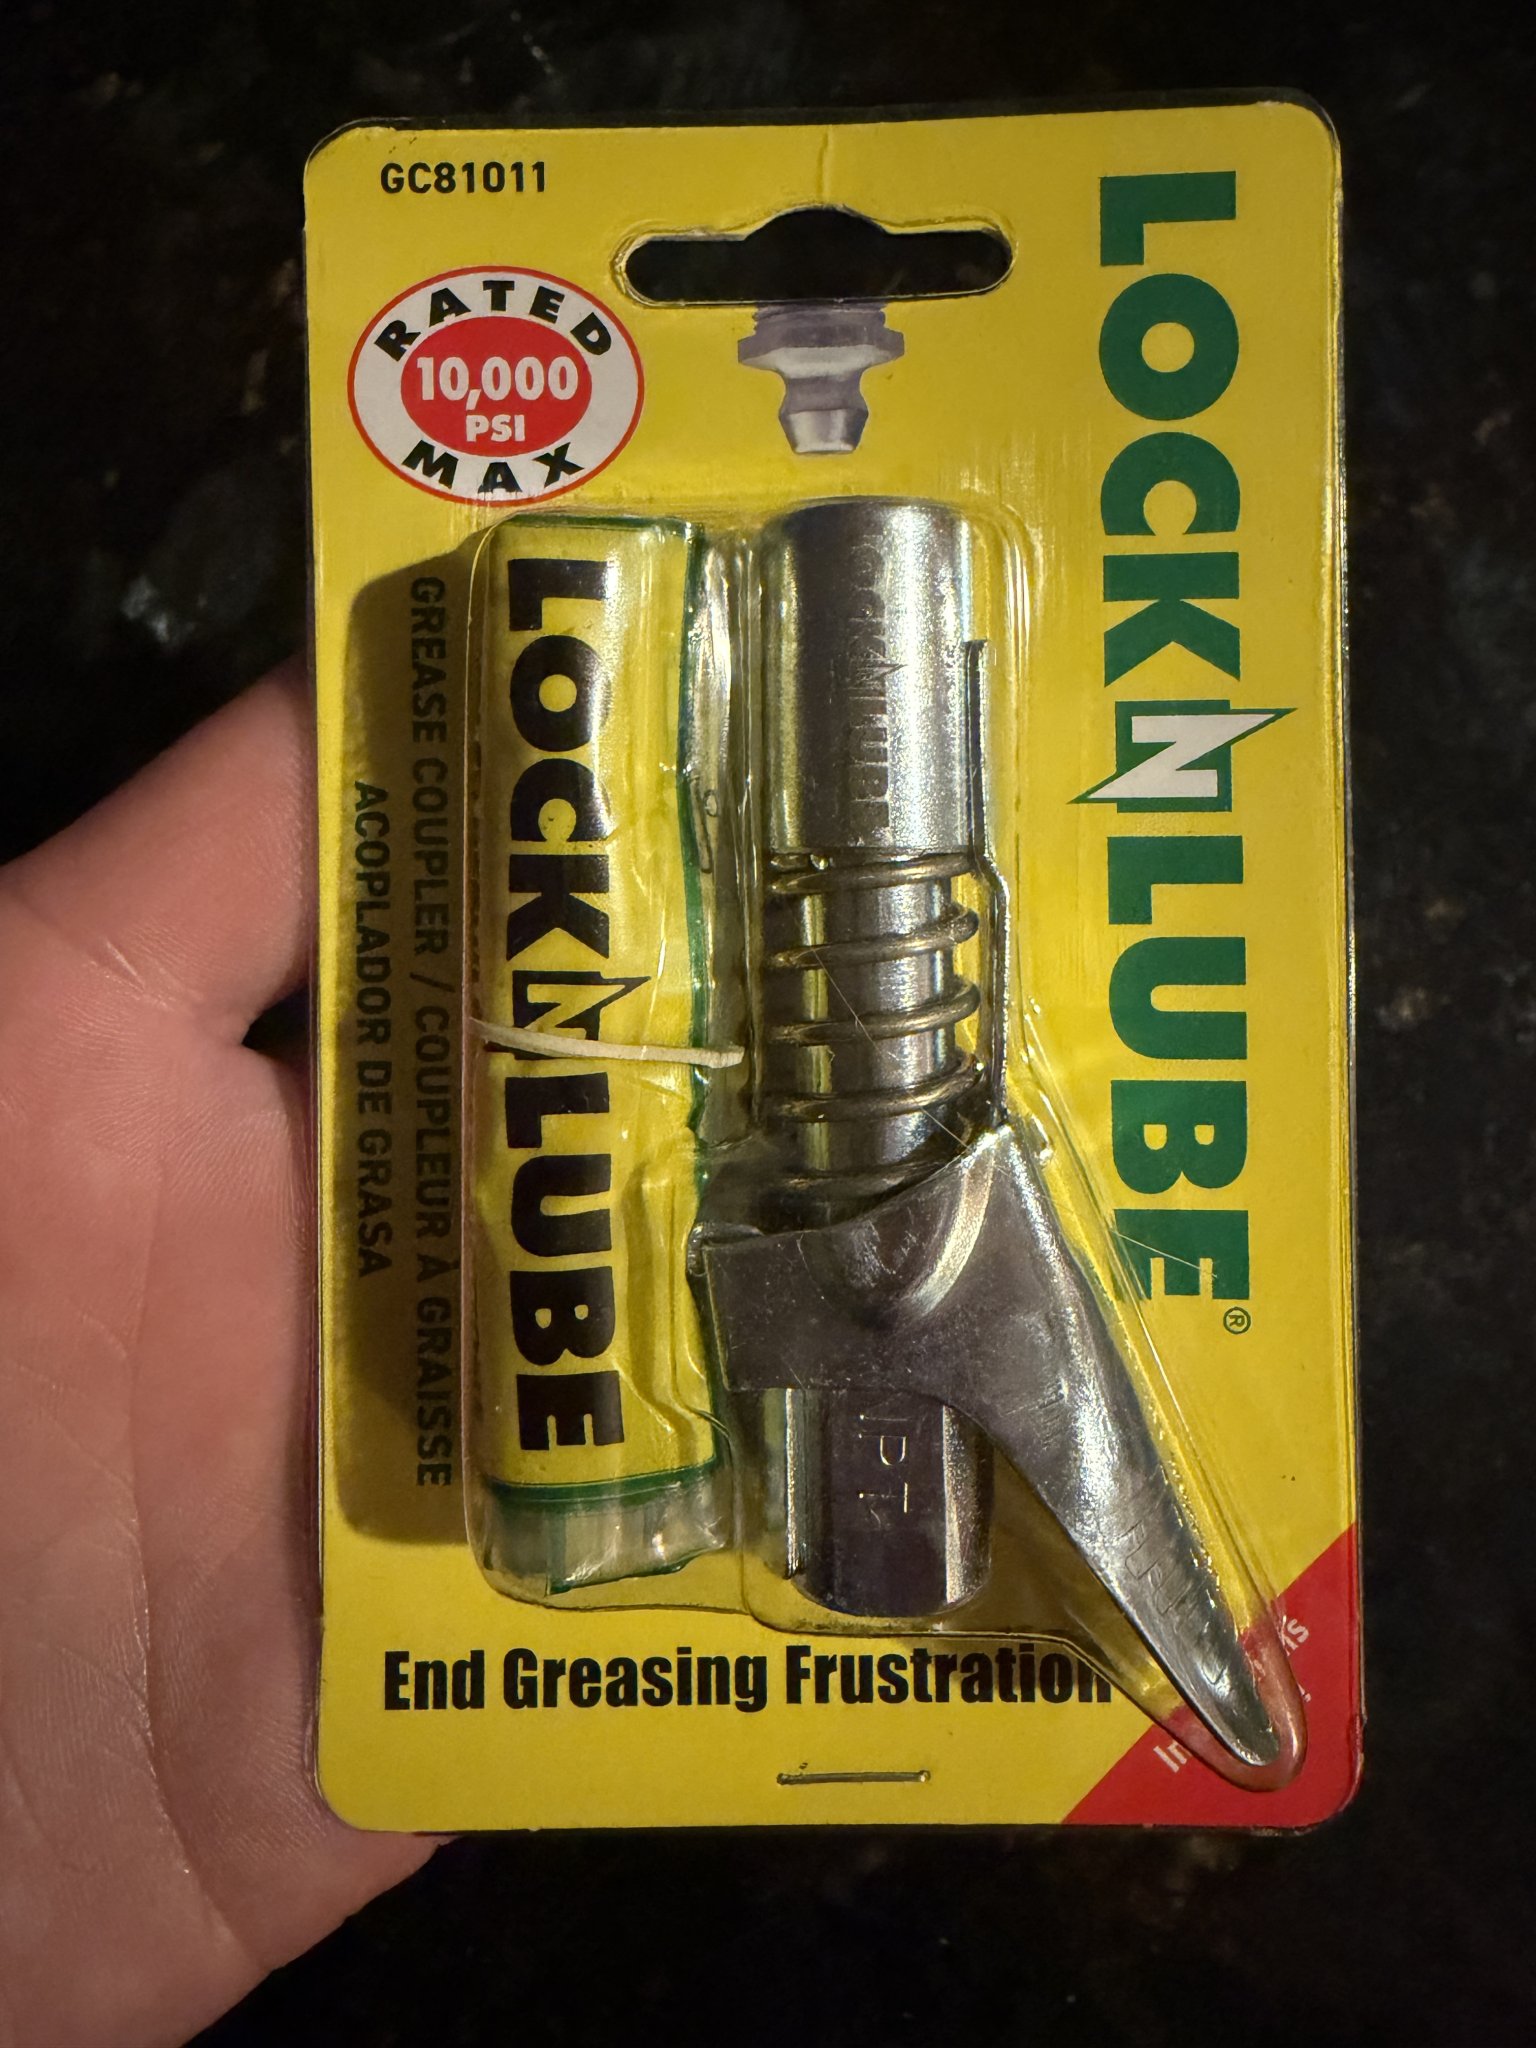 GC81011
RATED
10,000
PSI
MAX
LOCKNLUBE®
LOCKNLUBE
GREASE COUPLER / COUPLEUR À GRAISSE
ACOPLADOR DE GRASA
LOCKNLUBE
NPT
End Greasing Frustration